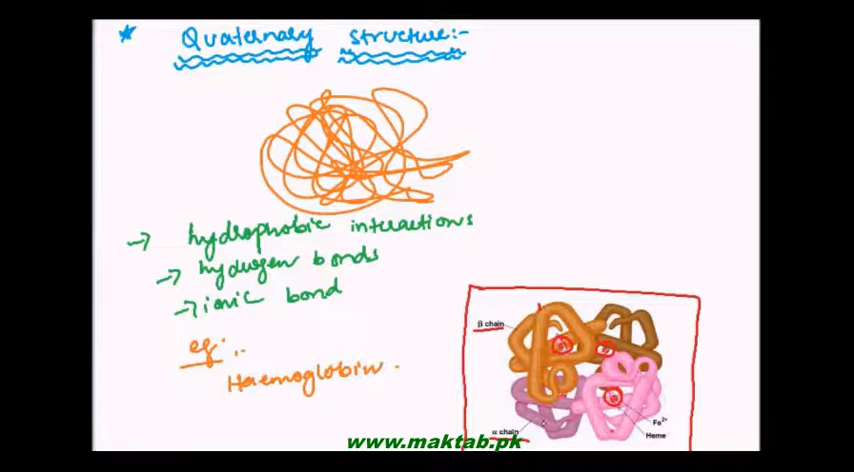 * Quaternary structure:-
→ hydrophobic interactions
→ hydrogen bonds
→ ionic bond
eg:..
Haemoglobin.
β chain
Fe2+
α chain
Heme
www.maktab.pk